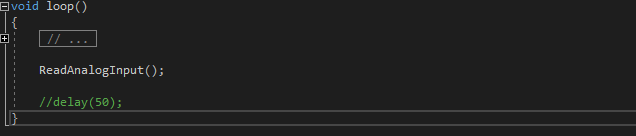 void loop()
{
// ...
ReadAnalogInput();
//delay(50);
}